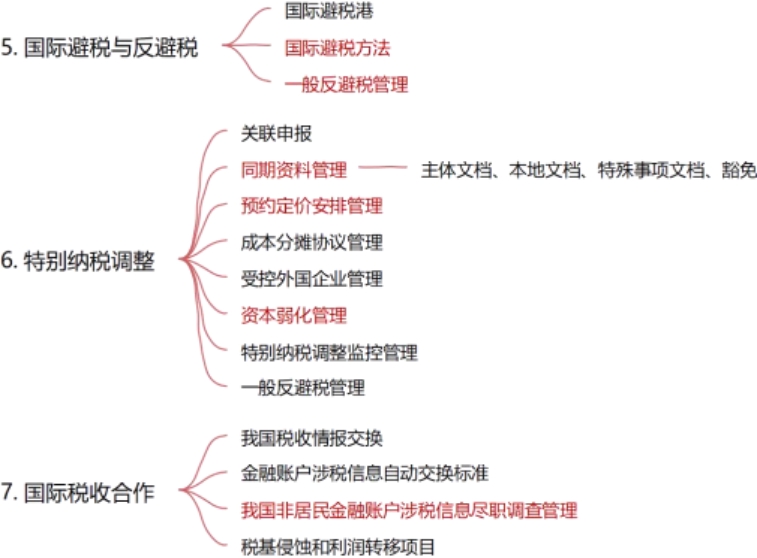 5. 国际避税与反避税
国际避税港
国际避税方法
一般反避税管理
6. 特别纳税调整
关联申报
同期资料管理
主体文档、本地文档、特殊事项文档、豁免
预约定价安排管理
成本分摊协议管理
受控外国企业管理
资本弱化管理
特别纳税调整监控管理
一般反避税管理
7. 国际税收合作
我国税收情报交换
金融账户涉税信息自动交换标准
我国非居民金融账户涉税信息尽职调查管理
税基侵蚀和利润转移项目